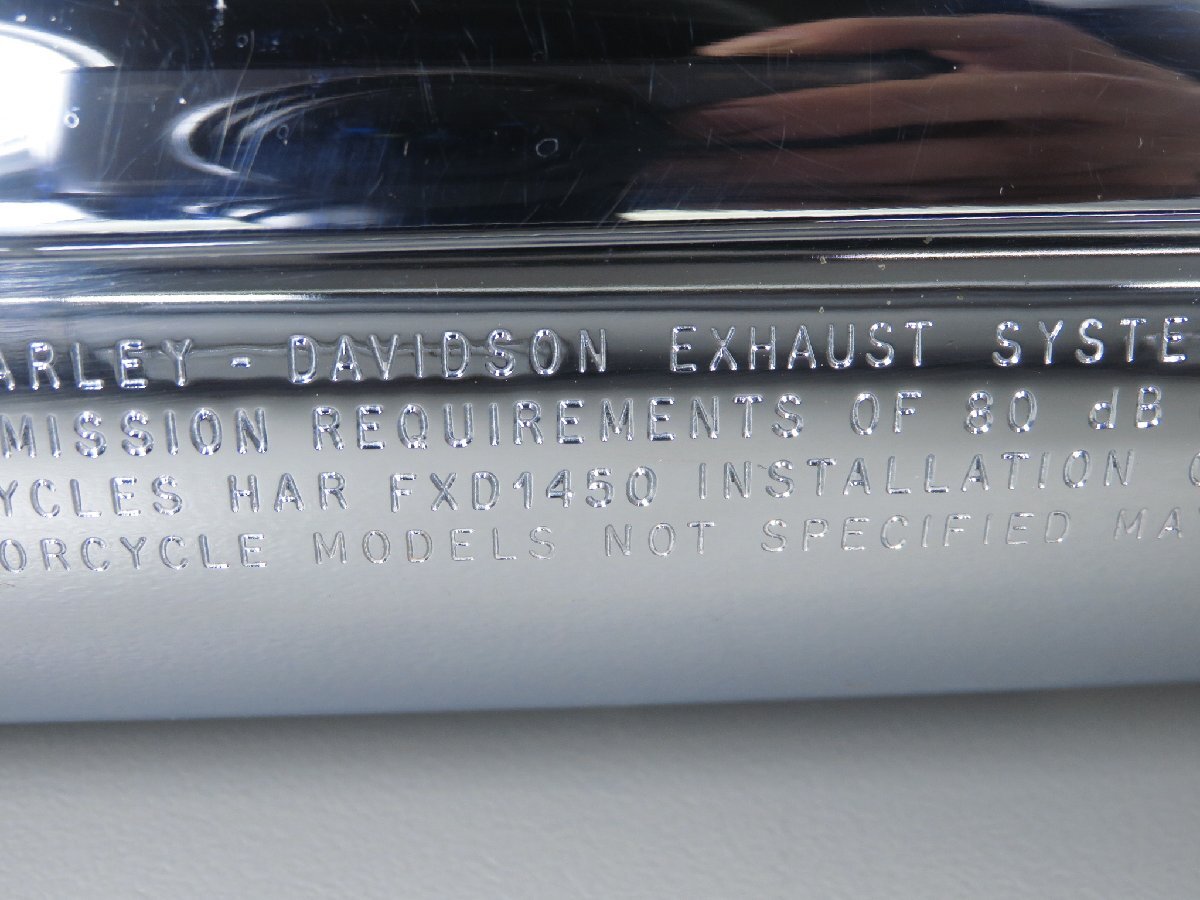 ARLEY - DAVIDSON EXHAUST SYSTE
MISSION REQUIREMENTS OF 80 dB
YCLES HAR FXD1450 INSTALLATION O
ORCYCLE MODELS NOT SPECIFIED MA